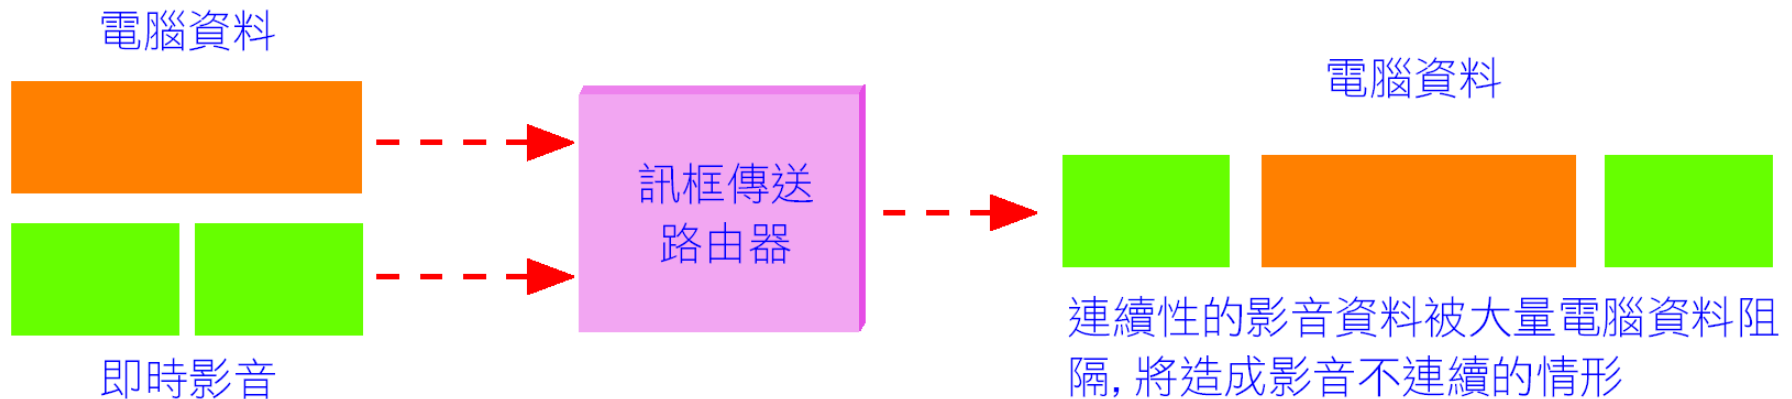 電腦資料
即時影音
訊框傳送
路由器
電腦資料
連續性的影音資料被大量電腦資料阻
隔, 將造成影音不連續的情形